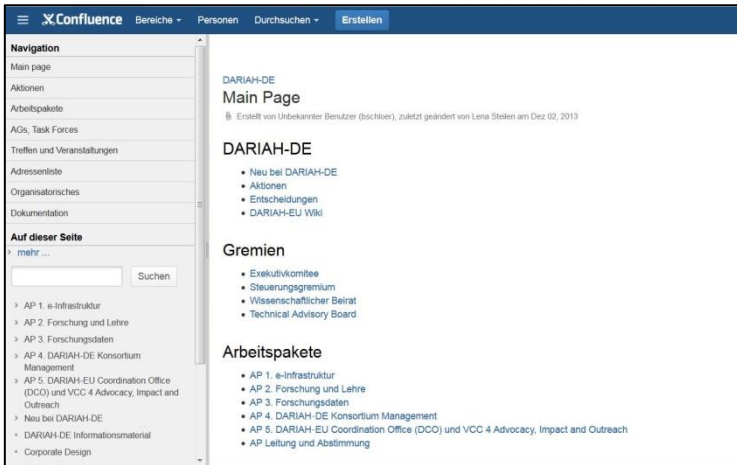 Confluence Bereiche Personen Durchsuchen Erstellen
Navigation
Main page
Aktionen
Arbeitspakete
AGs, Task Forces
Treffen und Veranstaltungen
Adressenliste
Organisatorisches
Dokumentation
Auf dieser Seite
mehr ...
Suchen
AP 1. e-Infrastruktur
AP 2. Forschung und Lehre
AP 3. Forschungsdaten
AP 4. DARIAH-DE Konsortium
Management
AP 5. DARIAH-EU Coordination Office
(DCO) und VCC 4 Advocacy, Impact and
Outreach
Neu bei DARIAH-DE
DARIAH-DE Informationsmaterial
Corporate Design
DARIAH-DE
Main Page
Erstellt von Unbekannter Benutzer (bschloer), zuletzt geändert von Lena Steilen am Dez 02, 2013
DARIAH-DE
Neu bei DARIAH-DE
Aktionen
Entscheidungen
DARIAH-EU Wiki
Gremien
Exekutivkomitee
Steuerungsgremium
Wissenschaftlicher Beirat
Technical Advisory Board
Arbeitspakete
AP 1. e-Infrastruktur
AP 2. Forschung und Lehre
AP 3. Forschungsdaten
AP 4. DARIAH-DE Konsortium Management
AP 5. DARIAH-EU Coordination Office (DCO) und VCC 4 Advocacy, Impact and Outreach
AP Leitung und Abstimmung